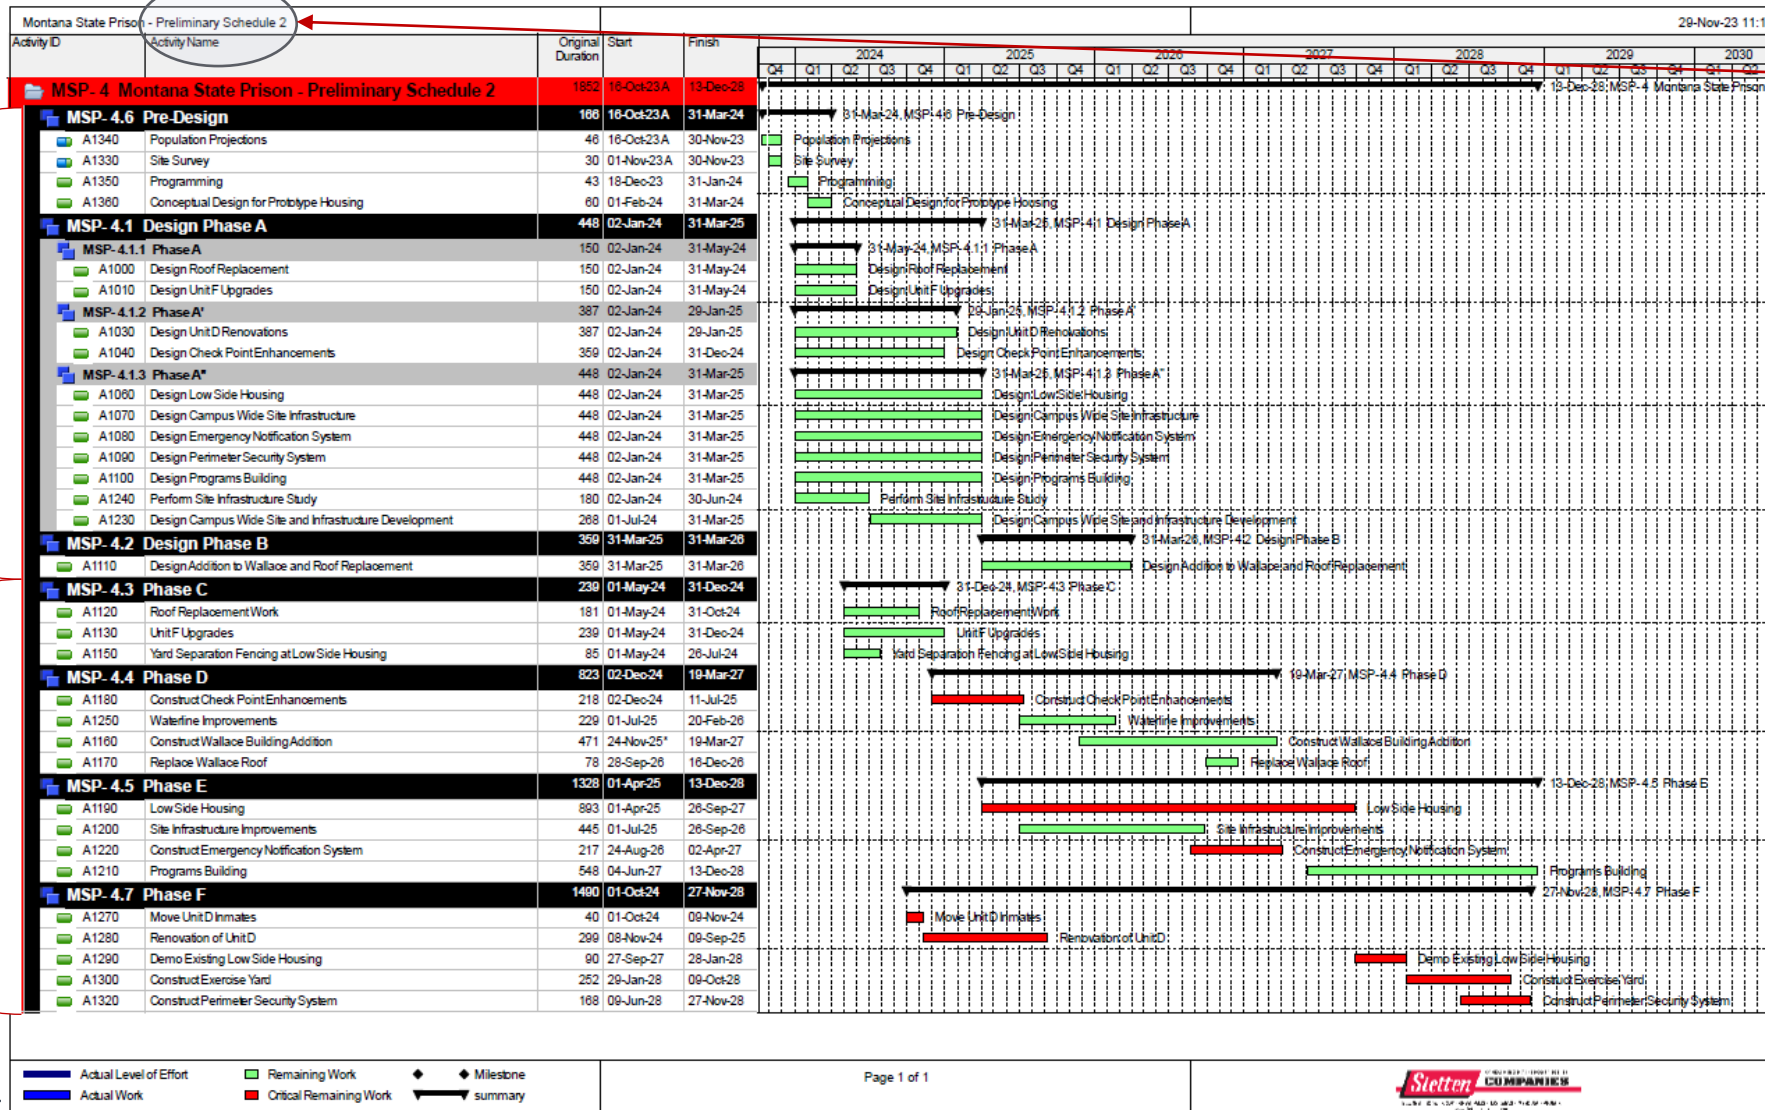 Montana State Prison - Preliminary Schedule 2 29-Nov-23 11:1
Activity ID Activity Name Original Duration Start Finish
2024 2025 2026 2027 2028 2029 2030
Q4 Q1 Q2 Q3 Q4 Q1 Q2 Q3 Q4 Q1 Q2 Q3 Q4 Q1 Q2 Q3 Q4 Q1 Q2 Q3 Q4 Q1 Q2 Q3 Q4 Q1 Q2
MSP- 4 Montana State Prison - Preliminary Schedule 2 1852 16-Oct-23 A 13-Dec-28 13-Dec-28, MSP- 4 Montana State Prison
MSP- 4.6 Pre-Design 166 16-Oct-23 A 31-Mar-24 31-Mar-24, MSP- 4.6 Pre-Design
A1340 Population Projections 46 16-Oct-23 A 30-Nov-23 Population Projections
A1330 Site Survey 30 01-Nov-23 A 30-Nov-23 Site Survey
A1350 Programming 43 18-Dec-23 31-Jan-24 Programming
A1360 Conceptual Design for Prototype Housing 60 01-Feb-24 31-Mar-24 Conceptual Design for Prototype Housing
MSP- 4.1 Design Phase A 448 02-Jan-24 31-Mar-25 31-Mar-25, MSP- 4.1 Design Phase A
MSP- 4.1.1 Phase A 150 02-Jan-24 31-May-24 31-May-24, MSP- 4.1.1 Phase A
A1000 Design Roof Replacement 150 02-Jan-24 31-May-24 Design Roof Replacement
A1010 Design Unit F Upgrades 150 02-Jan-24 31-May-24 Design Unit F Upgrades
MSP- 4.1.2 Phase A' 387 02-Jan-24 29-Jan-25 29-Jan-25, MSP- 4.1.2 Phase A'
A1030 Design Unit D Renovations 387 02-Jan-24 29-Jan-25 Design Unit D Renovations
A1040 Design Check Point Enhancements 359 02-Jan-24 31-Dec-24 Design Check Point Enhancements
MSP- 4.1.3 Phase A" 448 02-Jan-24 31-Mar-25 31-Mar-25, MSP- 4.1.3 Phase A"
A1060 Design Low Side Housing 448 02-Jan-24 31-Mar-25 Design Low Side Housing
A1070 Design Campus Wide Site Infrastructure 448 02-Jan-24 31-Mar-25 Design Campus Wide Site Infrastructure
A1080 Design Emergency Notification System 448 02-Jan-24 31-Mar-25 Design Emergency Notification System
A1090 Design Perimeter Security System 448 02-Jan-24 31-Mar-25 Design Perimeter Security System
A1100 Design Programs Building 448 02-Jan-24 31-Mar-25 Design Programs Building
A1240 Perform Site Infrastructure Study 180 02-Jan-24 30-Jun-24 Perform Site Infrastructure Study
A1230 Design Campus Wide Site and Infrastructure Development 268 01-Jul-24 31-Mar-25 Design Campus Wide Site and Infrastructure Development
MSP- 4.2 Design Phase B 359 31-Mar-25 31-Mar-26 31-Mar-26, MSP- 4.2 Design Phase B
A1110 Design Addition to Wallace and Roof Replacement 359 31-Mar-25 31-Mar-26 Design Addition to Wallace and Roof Replacement
MSP- 4.3 Phase C 239 01-May-24 31-Dec-24 31-Dec-24, MSP- 4.3 Phase C
A1120 Roof Replacement Work 181 01-May-24 31-Oct-24 Roof Replacement Work
A1130 Unit F Upgrades 239 01-May-24 31-Dec-24 Unit F Upgrades
A1150 Yard Separation Fencing at Low Side Housing 85 01-May-24 26-Jul-24 Yard Separation Fencing at Low Side Housing
MSP- 4.4 Phase D 823 02-Dec-24 19-Mar-27 19-Mar-27, MSP- 4.4 Phase D
A1180 Construct Check Point Enhancements 218 02-Dec-24 11-Jul-25 Construct Check Point Enhancements
A1250 Waterline Improvements 229 01-Jul-25 20-Feb-26 Waterline Improvements
A1160 Construct Wallace Building Addition 471 24-Nov-25* 19-Mar-27 Construct Wallace Building Addition
A1170 Replace Wallace Roof 78 28-Sep-26 16-Dec-26 Replace Wallace Roof
MSP- 4.5 Phase E 1328 01-Apr-25 13-Dec-28 13-Dec-28, MSP- 4.5 Phase E
A1190 Low Side Housing 893 01-Apr-25 26-Sep-27 Low Side Housing
A1200 Site Infrastructure Improvements 445 01-Jul-25 26-Sep-26 Site Infrastructure Improvements
A1220 Construct Emergency Notification System 217 24-Aug-26 02-Apr-27 Construct Emergency Notification System
A1210 Programs Building 548 04-Jun-27 13-Dec-28 Programs Building
MSP- 4.7 Phase F 1490 01-Oct-24 27-Nov-28 27-Nov-28, MSP- 4.7 Phase F
A1270 Move Unit D Inmates 40 01-Oct-24 09-Nov-24 Move Unit D Inmates
A1280 Renovation of Unit D 299 08-Nov-24 09-Sep-25 Renovation of Unit D
A1290 Demo Existing Low Side Housing 90 27-Sep-27 28-Jan-28 Demo Existing Low Side Housing
A1300 Construct Exercise Yard 252 29-Jan-28 09-Oct-28 Construct Exercise Yard
A1320 Construct Perimeter Security System 168 09-Jun-28 27-Nov-28 Construct Perimeter Security System
Actual Level of Effort Remaining Work Milestone
Actual Work Critical Remaining Work summary
Page 1 of 1
Sletten COMPANIES